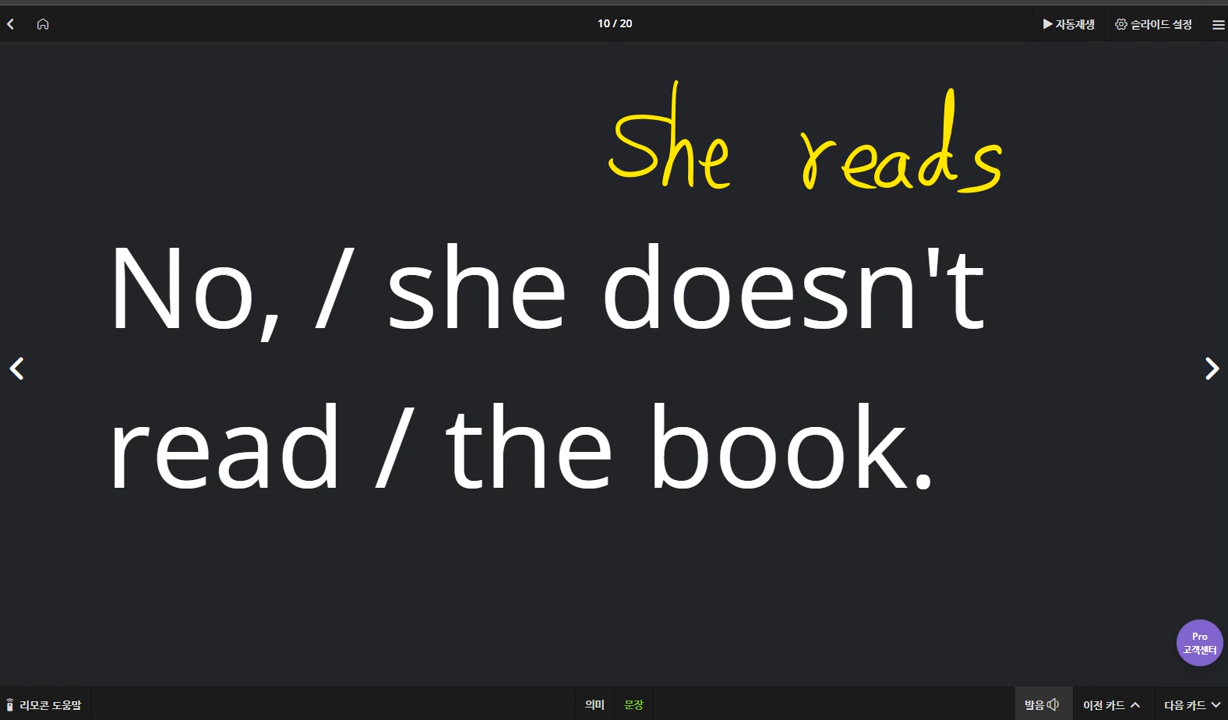 10 / 20
자동재생
슬라이드 설정
She reads
No, / she doesn't
read / the book.
Pro
고객센터
리모콘 도움말
의미
문장
발음
이전 카드
다음 카드